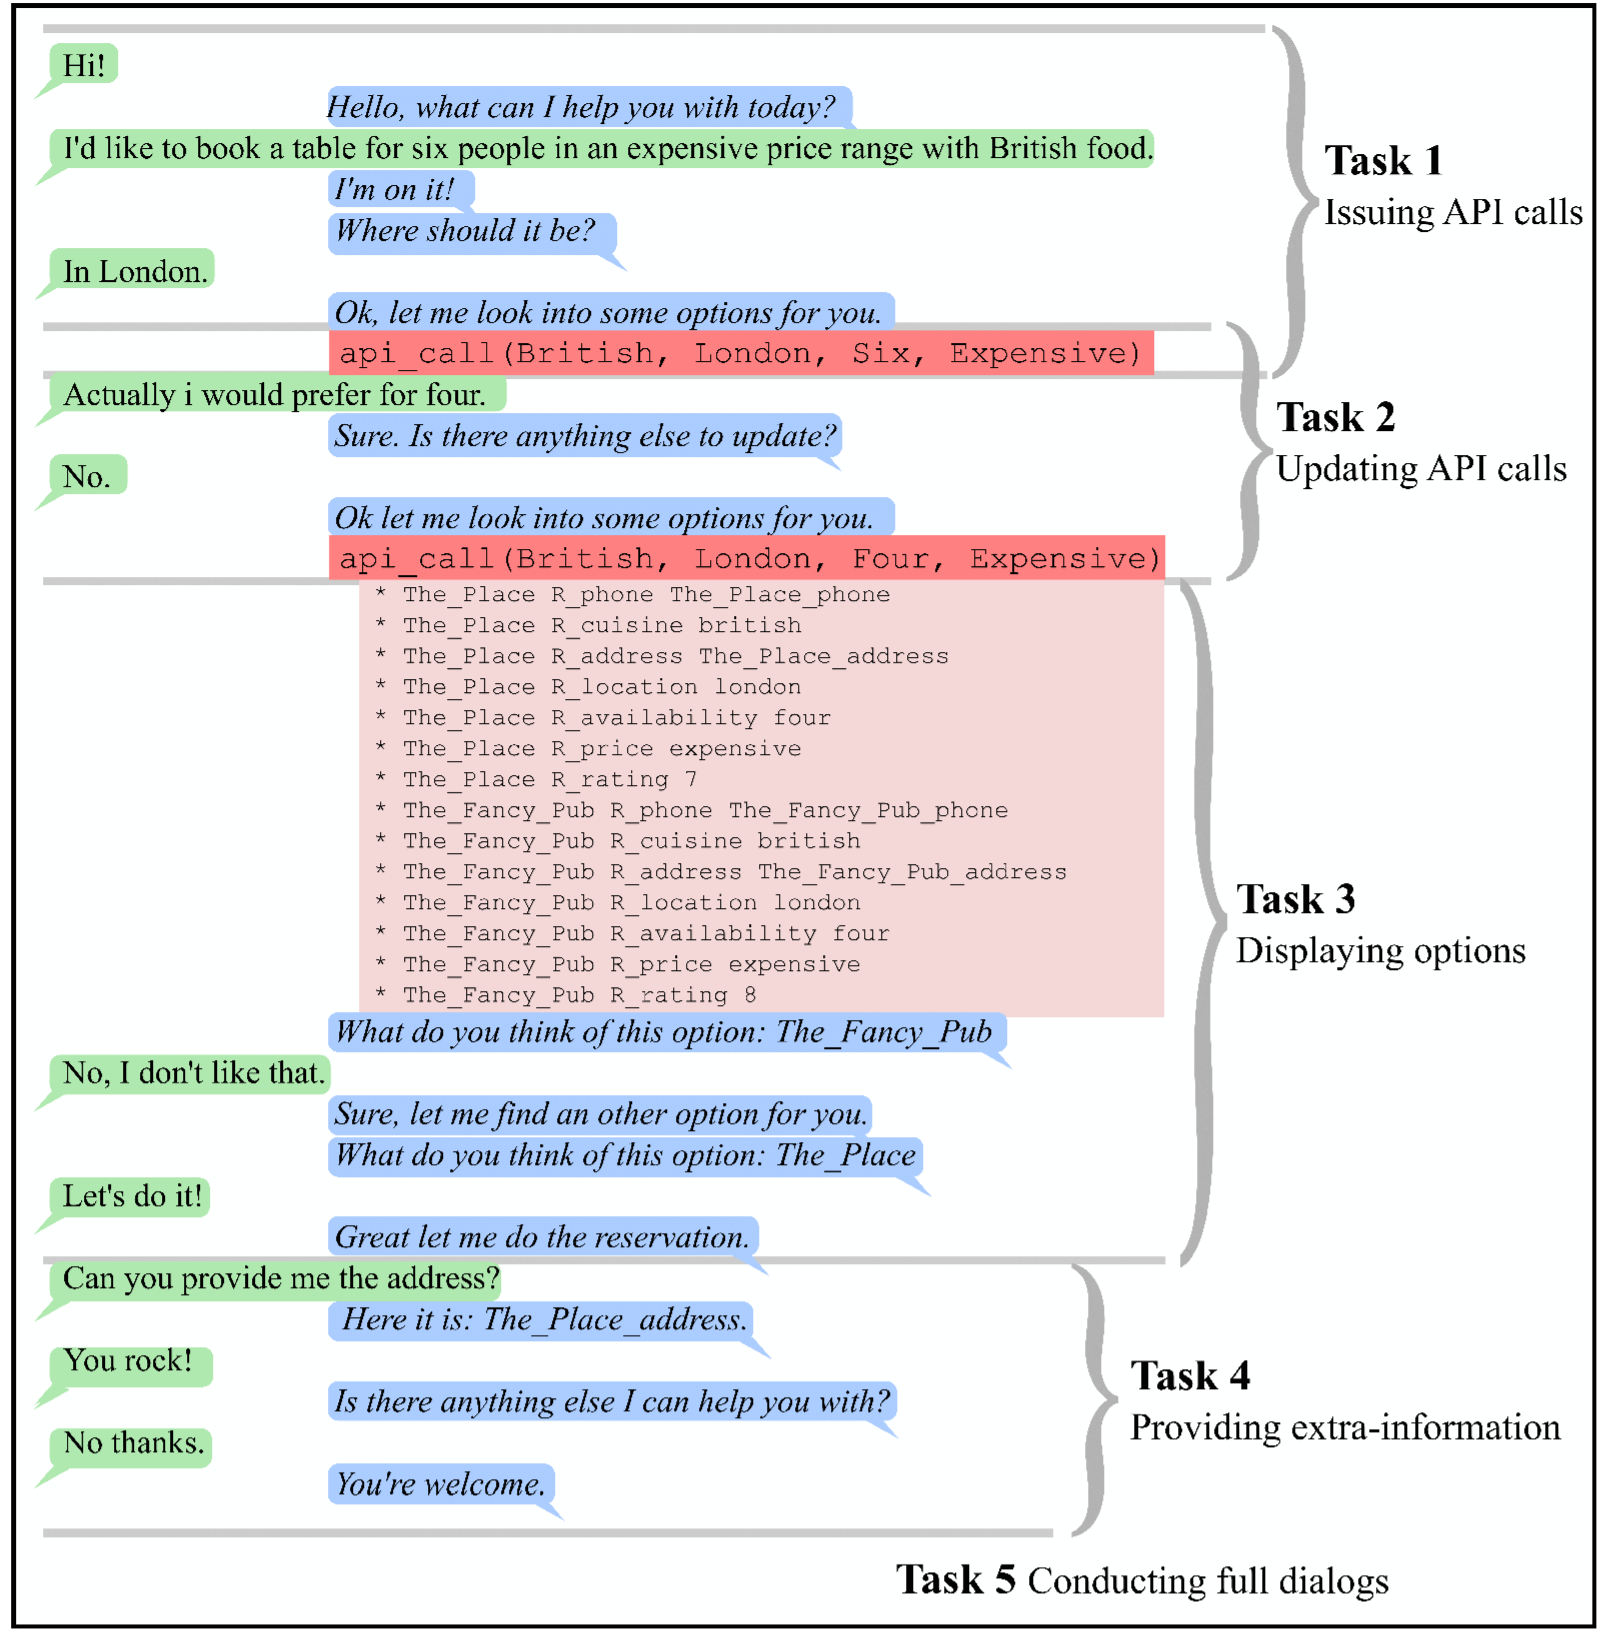 Hi!
Hello, what can I help you with today?
I'd like to book a table for six people in an expensive price range with British food.
Task 1
I'm on it!
Issuing API calls
Where should it be?
In London.
Ok, let me look into some options for you.
api_call(British, London, Six, Expensive)
Actually i would prefer for four.
Task 2
Sure. Is there anything else to update?
Updating API calls
No.
Ok let me look into some options for you.
api_call(British, London, Four, Expensive)
* The_Place R_phone The_Place_phone
* The_Place R_cuisine british
* The_Place R_address The_Place_address
* The_Place R_location london
* The_Place R_availability four
* The_Place R_price expensive
* The_Place R_rating 7
* The_Fancy_Pub R_phone The_Fancy_Pub_phone
* The_Fancy_Pub R_cuisine british
* The_Fancy_Pub R_address The_Fancy_Pub_address
* The_Fancy_Pub R_location london
* The_Fancy_Pub R_availability four
* The_Fancy_Pub R_price expensive
* The_Fancy_Pub R_rating 8
Task 3
Displaying options
What do you think of this option: The_Fancy_Pub
No, I don't like that.
Sure, let me find an other option for you.
What do you think of this option: The_Place
Let's do it!
Great let me do the reservation.
Can you provide me the address?
Here it is: The_Place_address.
You rock!
Task 4
Is there anything else I can help you with?
Providing extra-information
No thanks.
You're welcome.
Task 5 Conducting full dialogs